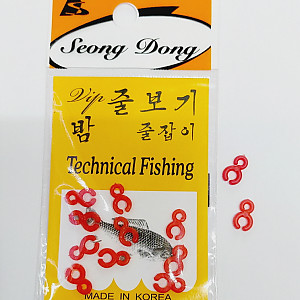 Seong Dong
Vip 줄보기
밤 줄잡이
Technical Fishing
MADE IN KOREA